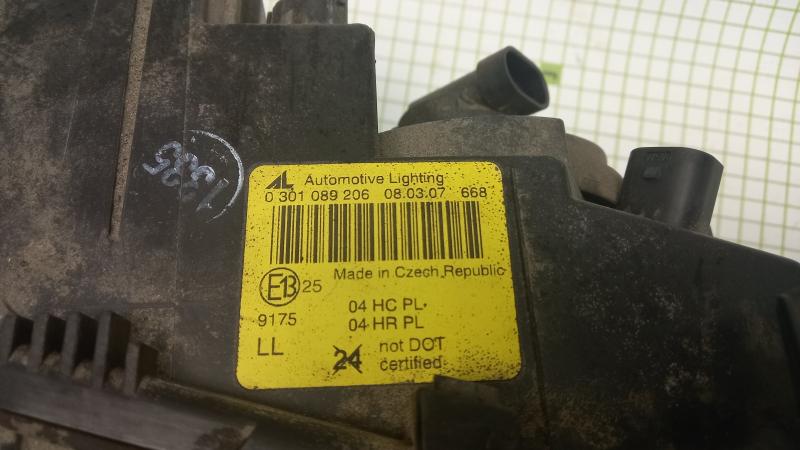 AL Automotive Lighting
0 301 089 206 08.03.07 668
Made in Czech Republic
E13 25
9175
04 HC PL
04 HR PL
LL
24
not DOT
certified